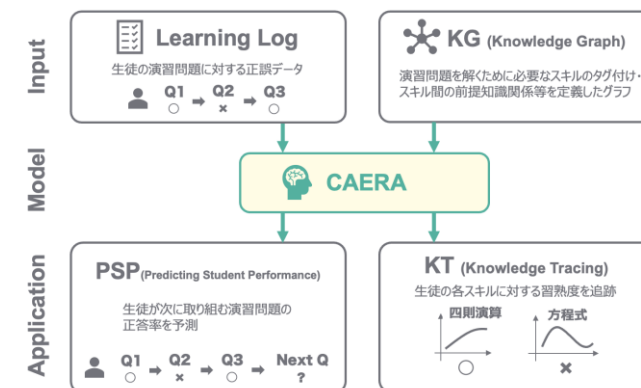 Input
Learning Log
生徒の演習問題に対する正誤データ
Q1 Q2 Q3
○ × ○
KG (Knowledge Graph)
演習問題を解くために必要なスキルのタグ付け・
スキル間の前提知識関係等を定義したグラフ
Model
CAERA
Application
PSP(Predicting Student Performance)
生徒が次に取り組む演習問題の
正答率を予測
Q1 Q2 Q3 Next Q
○ × ○ ?
KT (Knowledge Tracing)
生徒の各スキルに対する習熟度を追跡
四則演算 方程式
○ ×